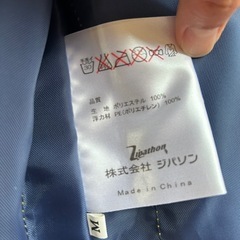 品質
生 地 ポリエステル 100%
浮力材 PE(ポリエチレン) 100%
Zipathon
株式会社 ジパソン
Made in China
M